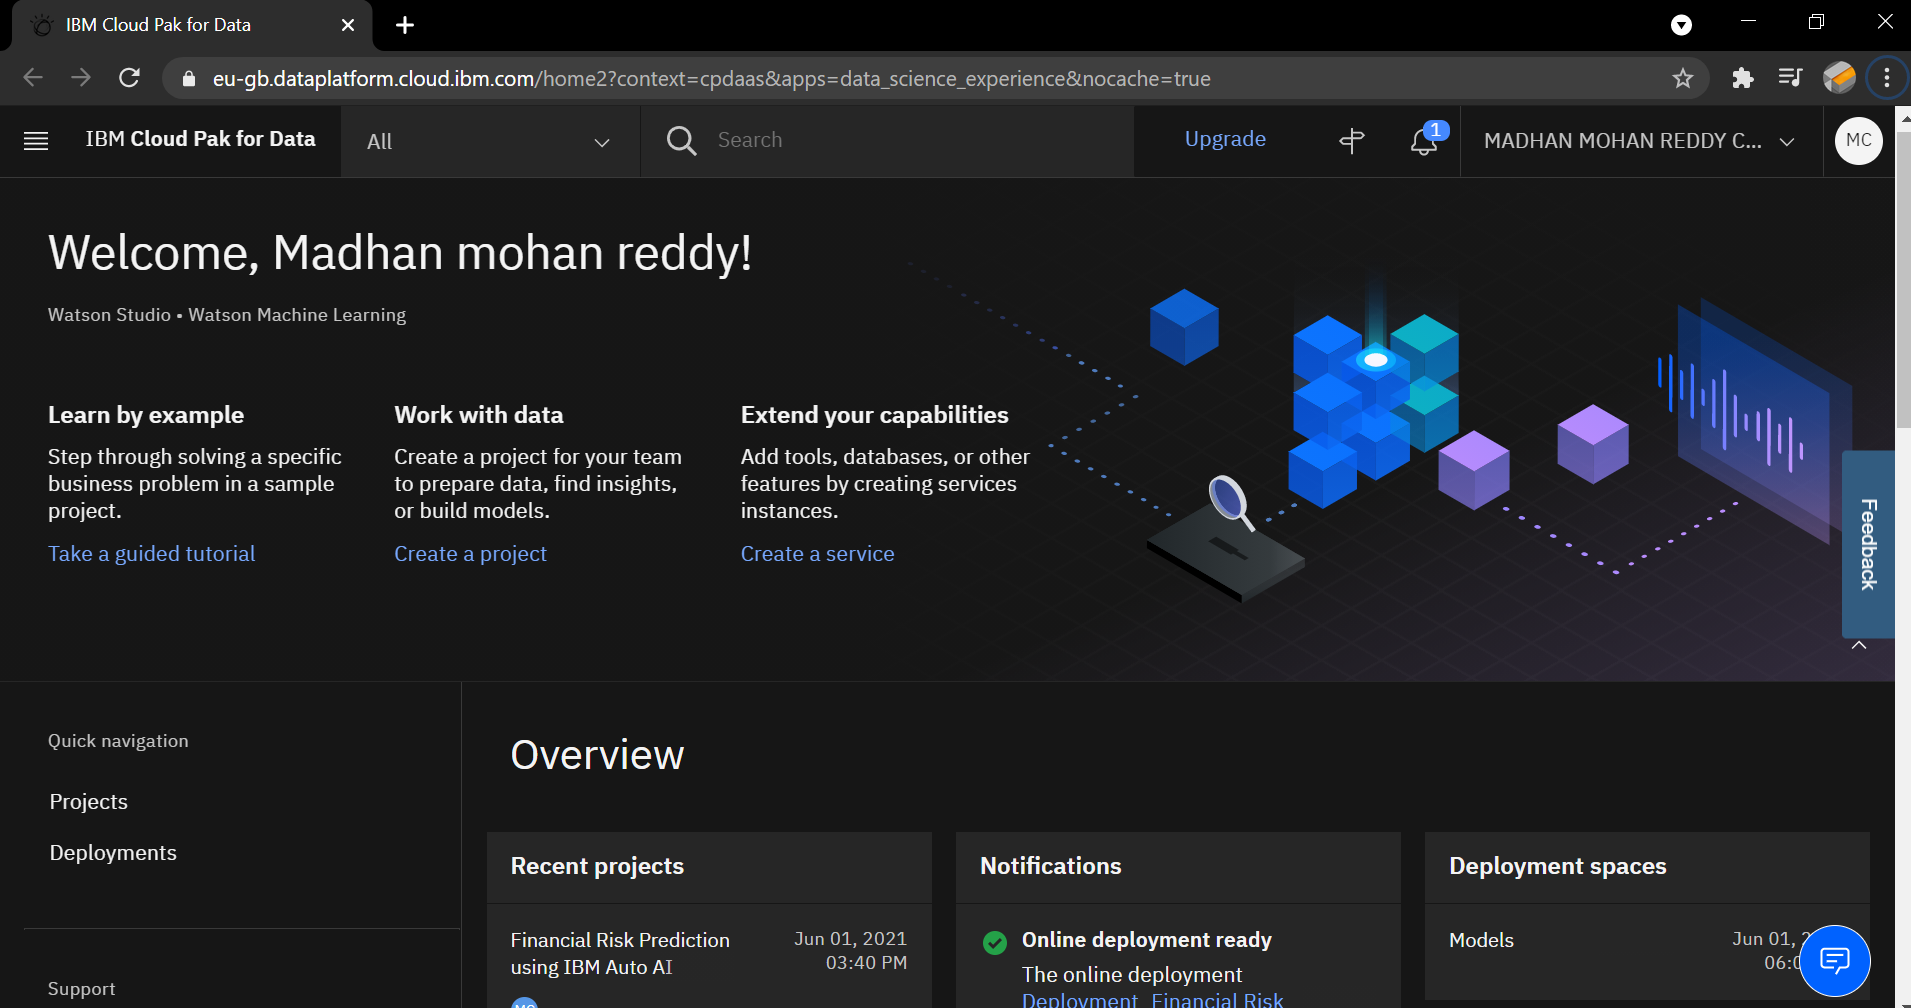 IBM Cloud Pak for Data
eu-gb.dataplatform.cloud.ibm.com/home2?context=cpdaas&apps=data_science_experience&nocache=true
IBM Cloud Pak for Data
All
Search
Upgrade
1
MADHAN MOHAN REDDY C...
MC
Welcome, Madhan mohan reddy!
Watson Studio • Watson Machine Learning
Learn by example
Step through solving a specific
business problem in a sample
project.
Take a guided tutorial
Work with data
Create a project for your team
to prepare data, find insights,
or build models.
Create a project
Extend your capabilities
Add tools, databases, or other
features by creating services
instances.
Create a service
Feedback
Quick navigation
Projects
Deployments
Support
Overview
Recent projects
Financial Risk Prediction
using IBM Auto AI
Jun 01, 2021
03:40 PM
Notifications
Online deployment ready
The online deployment
Deployment_Financial Risk
Deployment spaces
Models
Jun 01,